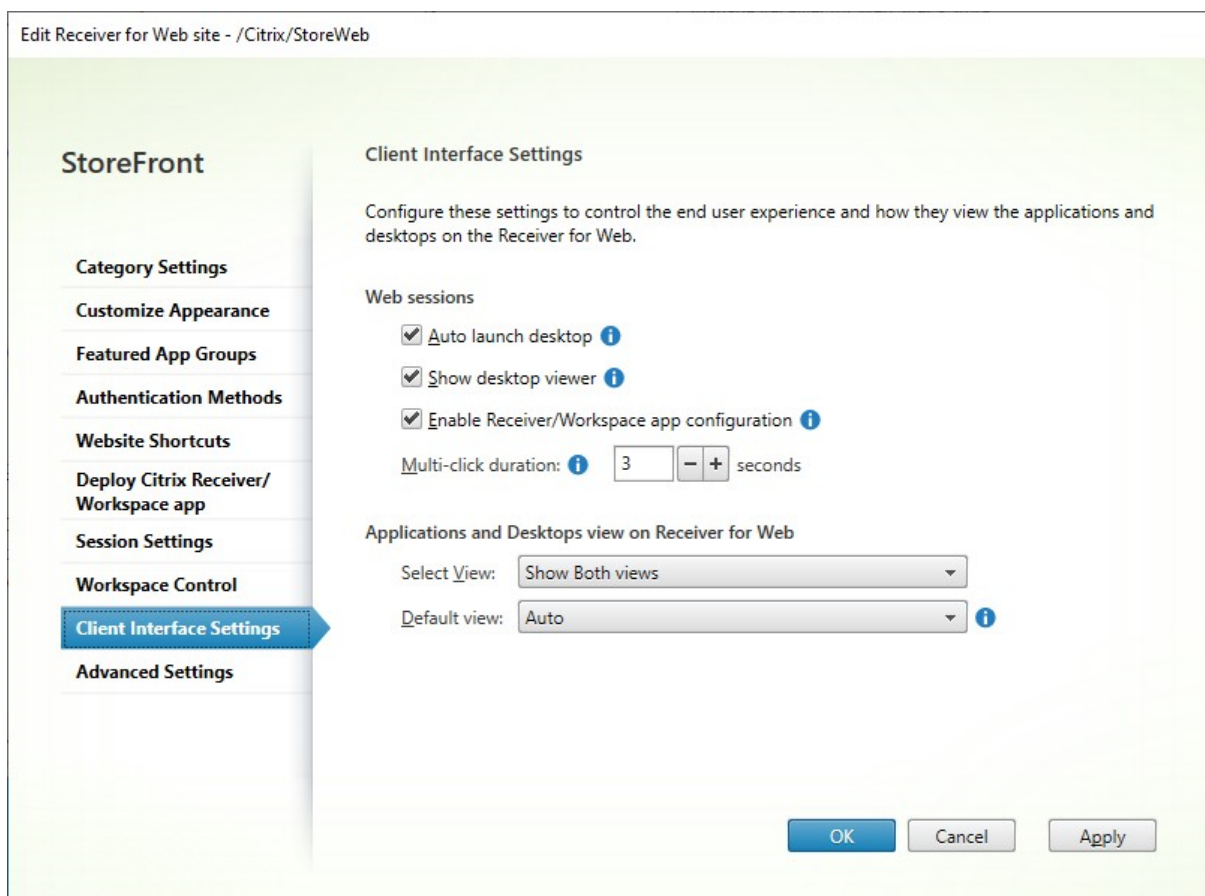 Edit Receiver for Web site - /Citrix/StoreWeb
StoreFront
Category Settings
Customize Appearance
Featured App Groups
Authentication Methods
Website Shortcuts
Deploy Citrix Receiver/
Workspace app
Session Settings
Workspace Control
Client Interface Settings
Advanced Settings
Client Interface Settings
Configure these settings to control the end user experience and how they view the applications and
desktops on the Receiver for Web.
Web sessions
Auto launch desktop
Show desktop viewer
Enable Receiver/Workspace app configuration
Multi-click duration: 3 seconds
Applications and Desktops view on Receiver for Web
Select View: Show Both views
Default view: Auto
OK Cancel Apply